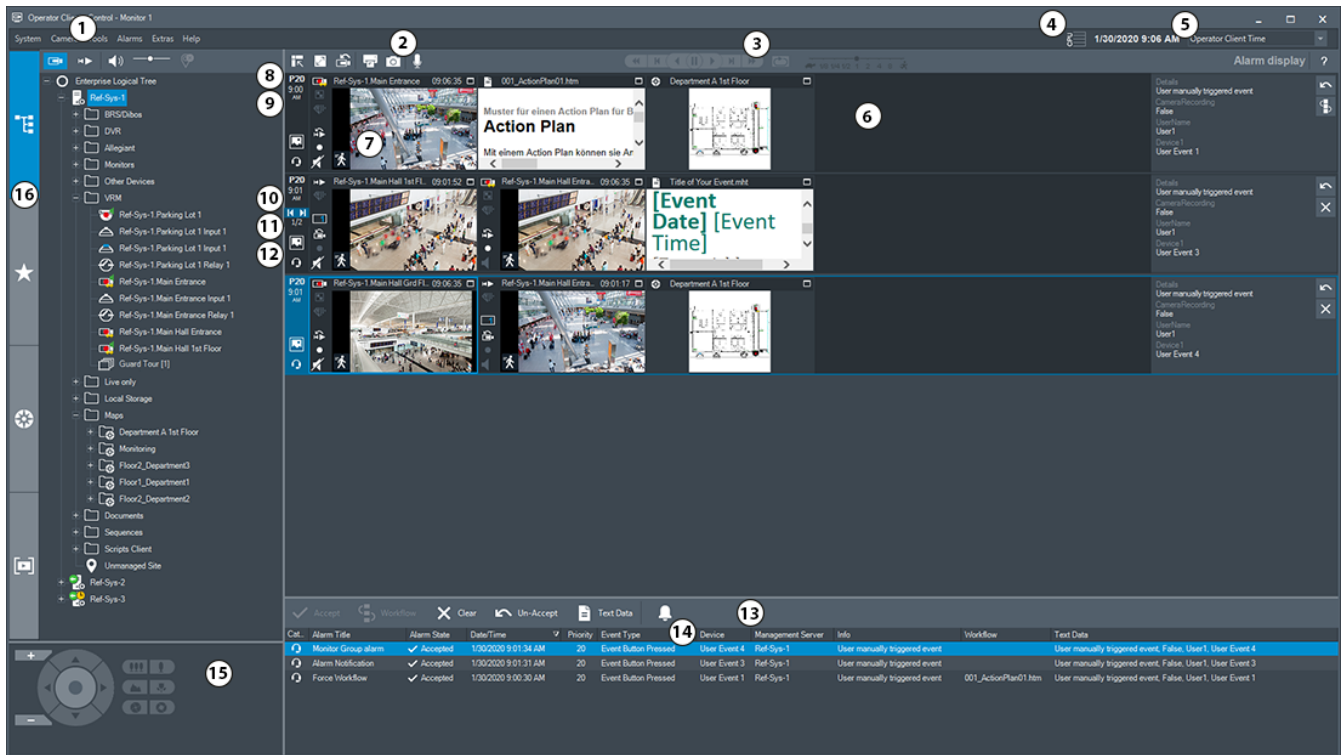 Operator Client Control - Monitor 1
1
4
5
System Camera Tools Alarms Extras Help
2
3
1/30/2020 9:06 AM Operator Client Time
Alarm display ?
8
Enterprise Logical Tree
9
Ref-Sys-1
BRS/Dibos
DVR
Allegiant
Monitors
Other Devices
VRM
Ref-Sys-1.Parking Lot 1
Ref-Sys-1.Parking Lot 1 Input 1
Ref-Sys-1.Parking Lot 1 Input 1
Ref-Sys-1.Parking Lot 1 Relay 1
Ref-Sys-1.Main Entrance
Ref-Sys-1.Main Entrance Input 1
Ref-Sys-1.Main Entrance Relay 1
Ref-Sys-1.Main Hall Entrance
Ref-Sys-1.Main Hall 1st Floor
Guard Tour [1]
Live only
Local Storage
Maps
Department A 1st Floor
Monitoring
Floor2_Department3
Floor1_Department1
Floor2_Department2
Documents
Sequences
Scripts Client
Unmanaged Site
Ref-Sys-2
Ref-Sys-3
16
10
11
12
P20
9:00
AM
Ref-Sys-1.Main Entrance 09:06:35
001_ActionPlan01.htm
Department A 1st Floor
7
Muster für einen Action Plan für B
Action Plan
Mit einem Action Plan können sie Ar
6
Details
User manually triggered event
CameraRecording
False
UserName
User1
Device1
User Event 1
P20
9:01
AM
1/2
Ref-Sys-1.Main Hall 1st Fl.. 09:01:52
Ref-Sys-1.Main Hall Entra.. 09:06:35
Title of Your Event.mht
[Event
Date] [Event
Time]
Details
User manually triggered event
CameraRecording
False
UserName
User1
Device1
User Event 3
P20
9:01
AM
Ref-Sys-1.Main Hall Grd Fl.. 09:06:35
Ref-Sys-1.Main Hall Entra.. 09:01:17
Department A 1st Floor
Details
User manually triggered event
CameraRecording
False
UserName
User1
Device1
User Event 4
Accept Workflow Clear Un-Accept Text Data
13
14
Cat.. Alarm Title Alarm State Date/Time Priority Event Type Device Management Server Info Workflow Text Data
Monitor Group alarm Accepted 1/30/2020 9:01:34 AM 20 Event Button Pressed User Event 4 Ref-Sys-1 User manually triggered event User manually triggered event, False, User1, User Event 4
Alarm Notification Accepted 1/30/2020 9:01:31 AM 20 Event Button Pressed User Event 3 Ref-Sys-1 User manually triggered event User manually triggered event, False, User1, User Event 3
Force Workflow Accepted 1/30/2020 9:00:30 AM 20 Event Button Pressed User Event 1 Ref-Sys-1 User manually triggered event 001_ActionPlan01.htm User manually triggered event, False, User1, User Event 1
15